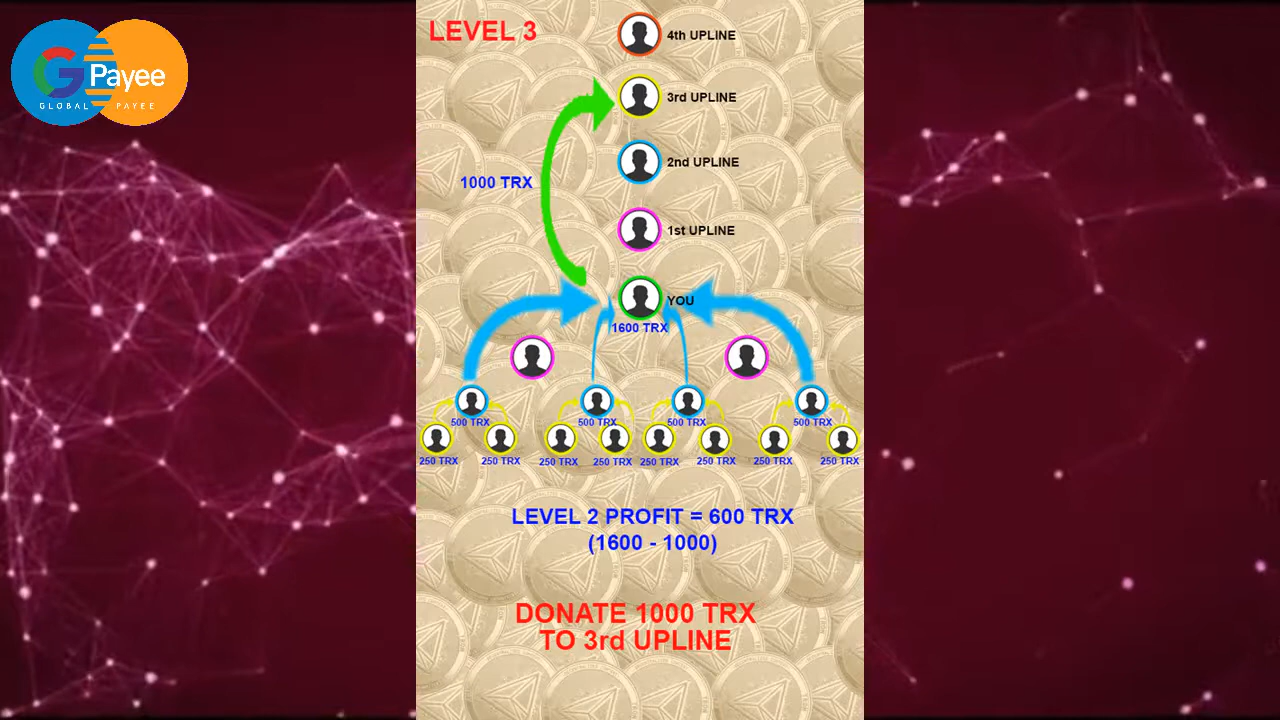 G Payee
GLOBAL PAYEE
LEVEL 3
4th UPLINE
3rd UPLINE
2nd UPLINE
1000 TRX
1st UPLINE
YOU
1600 TRX
500 TRX
500 TRX
500 TRX
500 TRX
250 TRX
250 TRX
250 TRX
250 TRX
250 TRX
250 TRX
250 TRX
250 TRX
LEVEL 2 PROFIT = 600 TRX
(1600 - 1000)
DONATE 1000 TRX
TO 3rd UPLINE